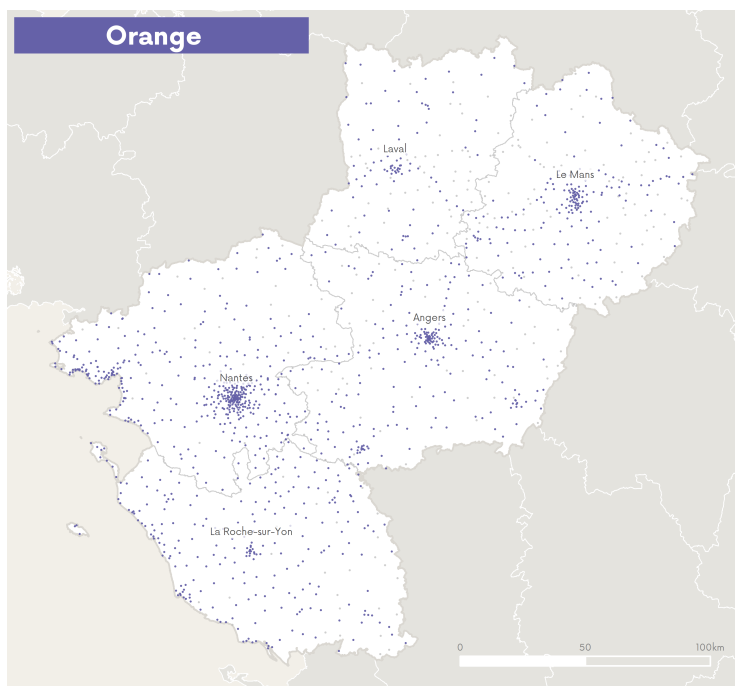 Orange
Laval
Le Mans
Angers
Nantes
La Roche-sur-Yon
0 50 100km